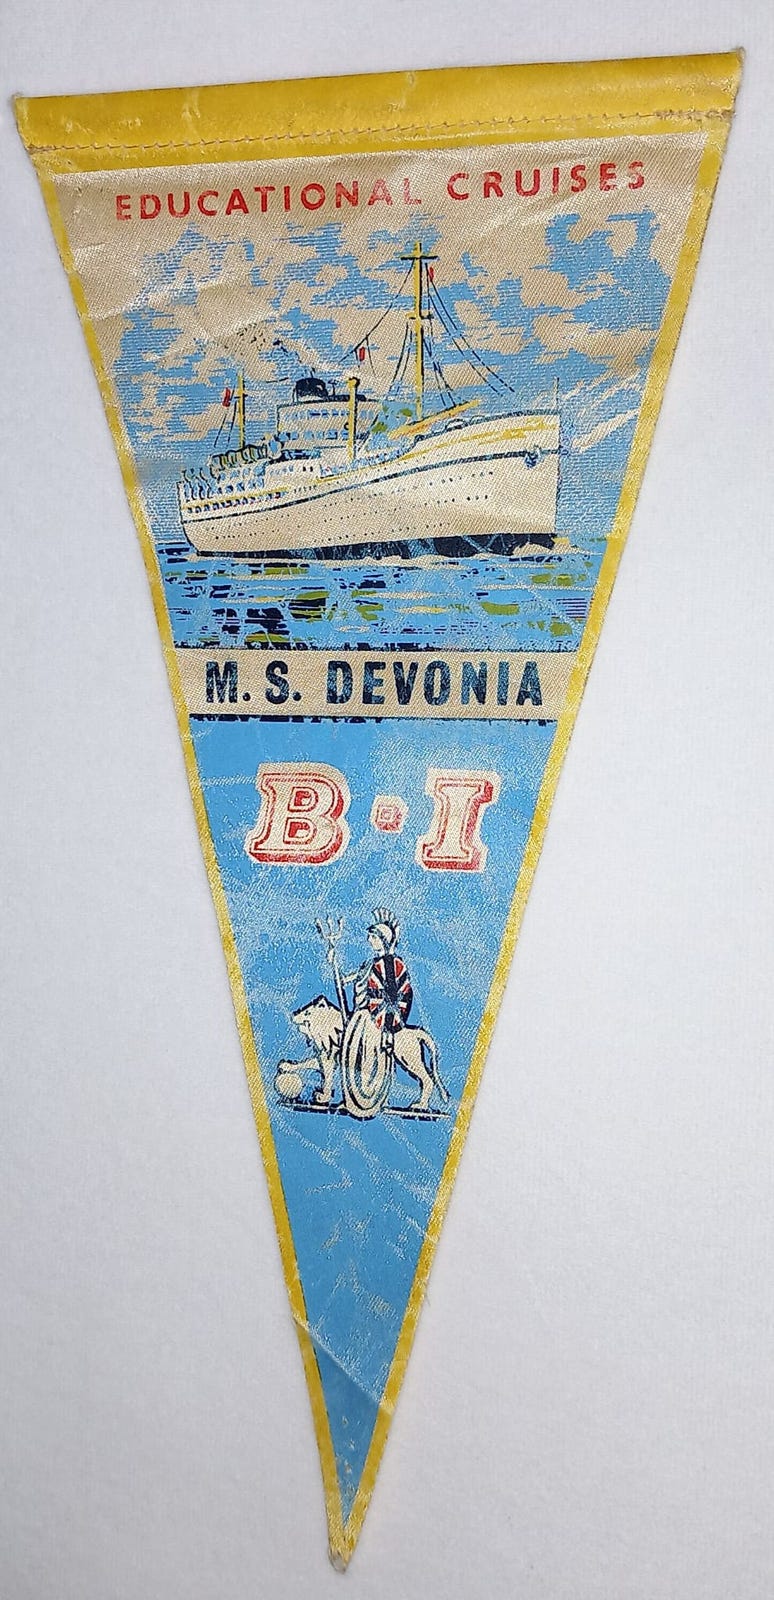 EDUCATIONAL CRUISES
M. S. DEVONIA
B · I